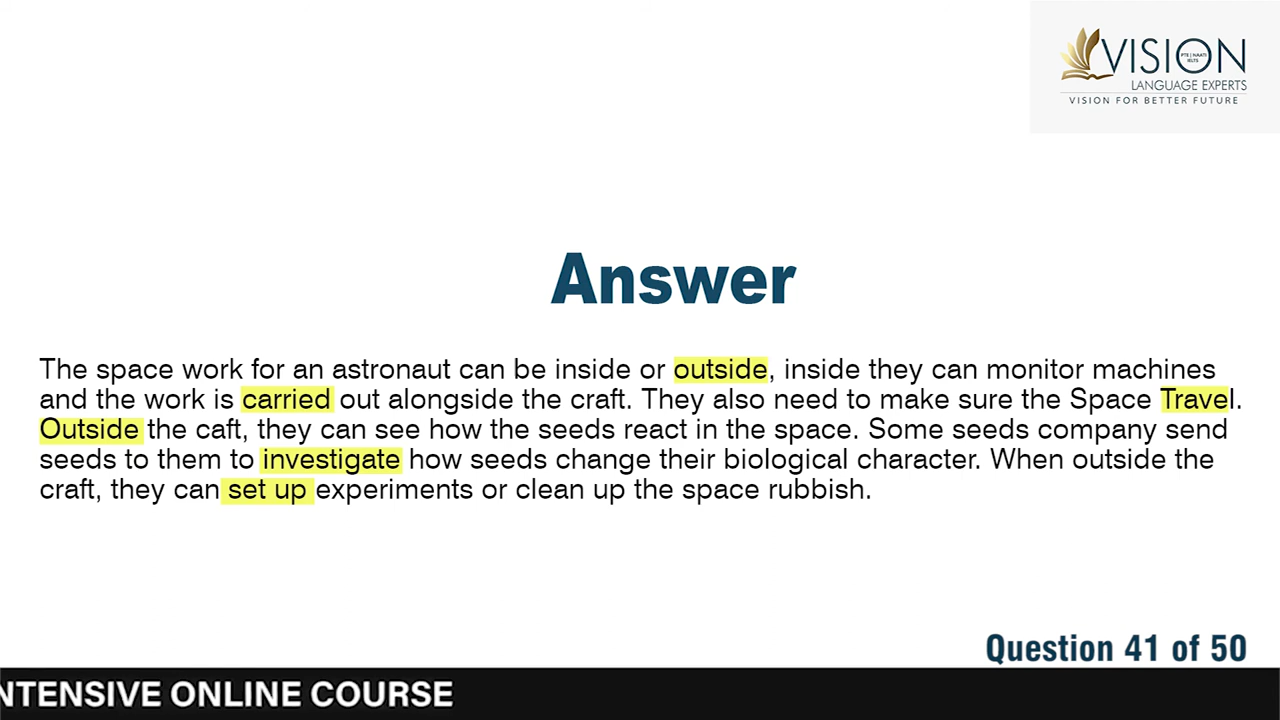 VISION
PTE | NAATI
IELTS
LANGUAGE EXPERTS
VISION FOR BETTER FUTURE
Answer
The space work for an astronaut can be inside or outside, inside they can monitor machines
and the work is carried out alongside the craft. They also need to make sure the Space Travel.
Outside the caft, they can see how the seeds react in the space. Some seeds company send
seeds to them to investigate how seeds change their biological character. When outside the
craft, they can set up experiments or clean up the space rubbish.
Question 41 of 50
NTENSIVE ONLINE COURSE